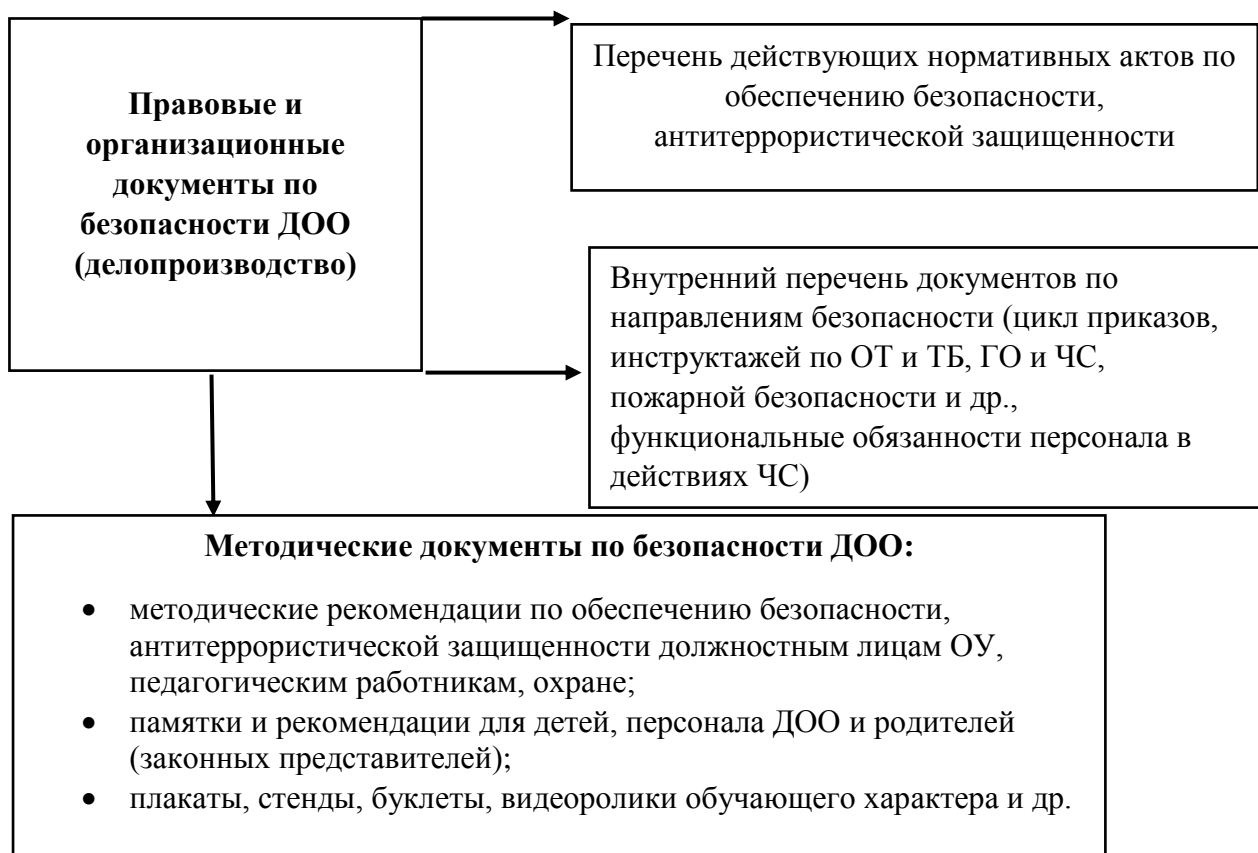 Правовые и
организационные
документы по
безопасности ДОО
(делопроизводство)
Перечень действующих нормативных актов по
обеспечению безопасности,
антитеррористической защищенности
Внутренний перечень документов по
направлениям безопасности (цикл приказов,
инструктажей по ОТ и ТБ, ГО и ЧС,
пожарной безопасности и др.,
функциональные обязанности персонала в
действиях ЧС)
Методические документы по безопасности ДОО:
• методические рекомендации по обеспечению безопасности,
антитеррористической защищенности должностным лицам ОУ,
педагогическим работникам, охране;
• памятки и рекомендации для детей, персонала ДОО и родителей
(законных представителей);
• плакаты, стенды, буклеты, видеоролики обучающего характера и др.